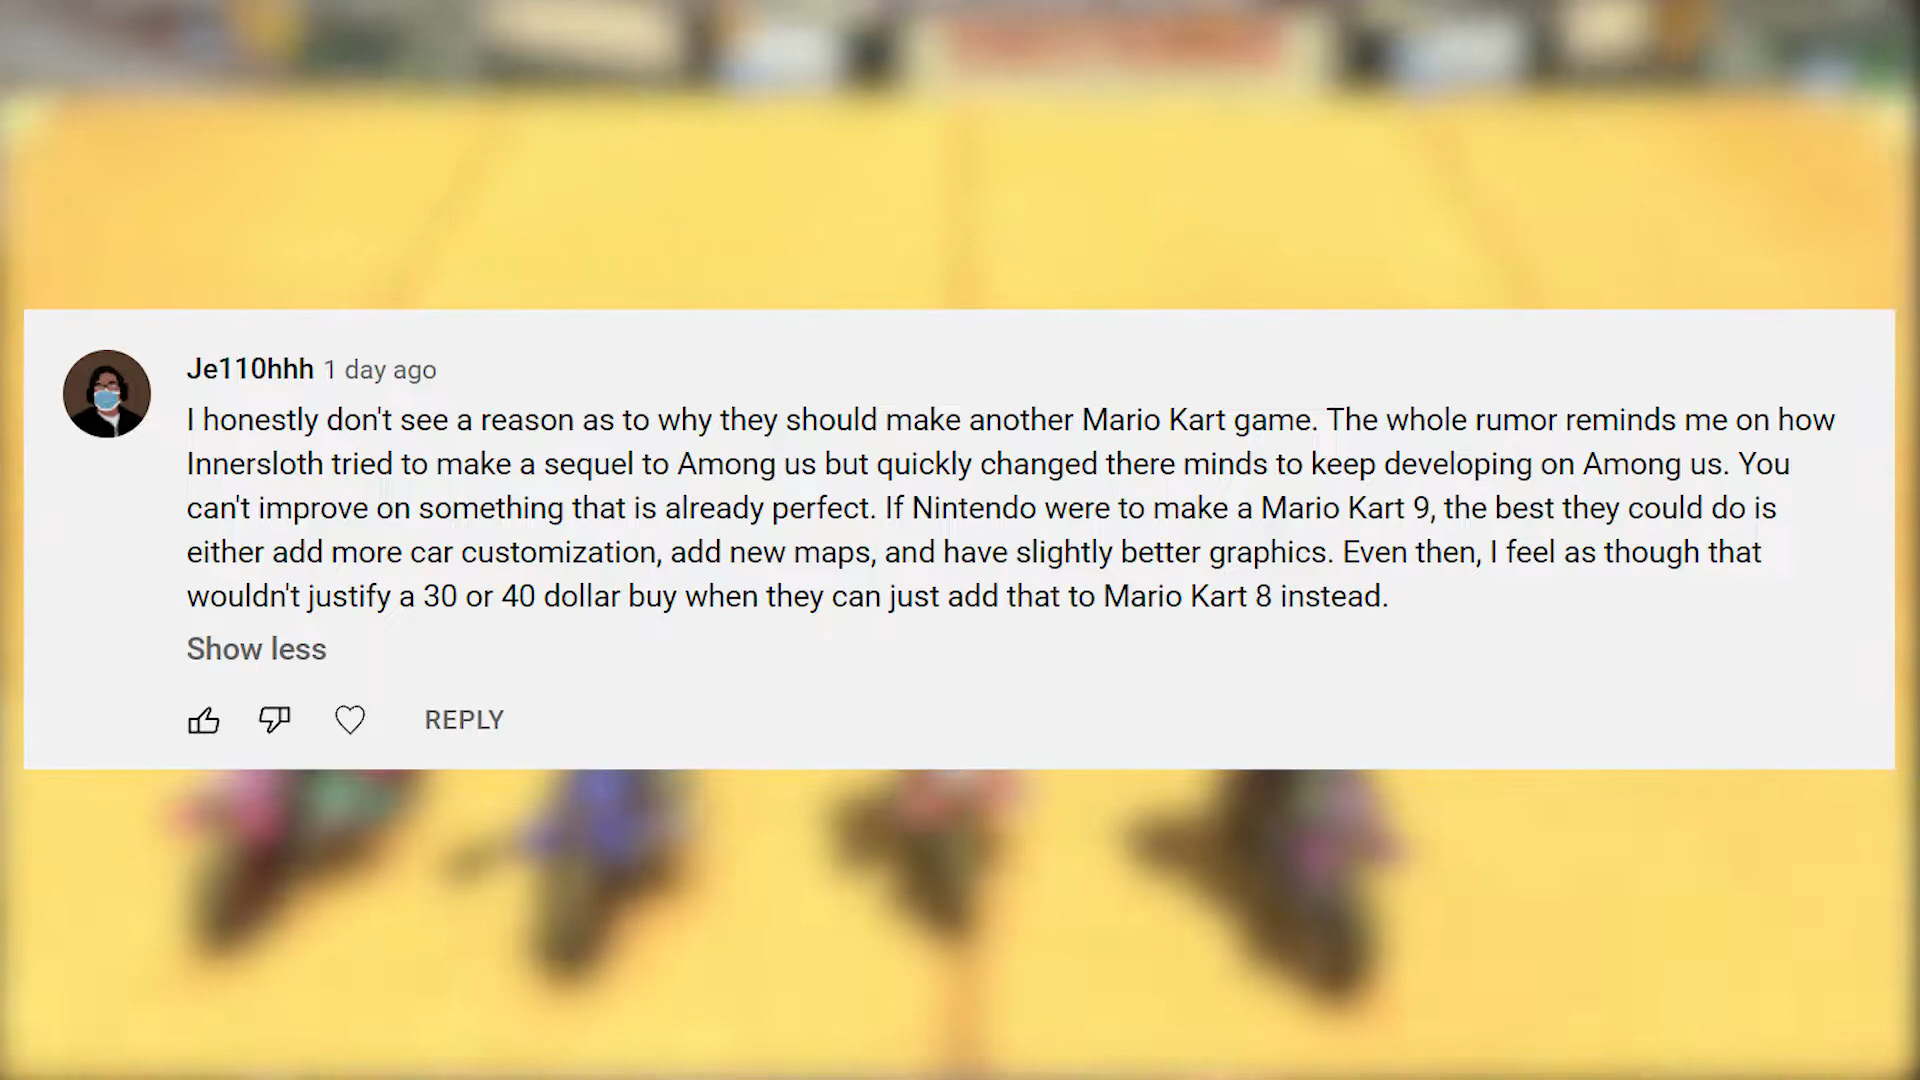 Je110hhh 1 day ago
I honestly don't see a reason as to why they should make another Mario Kart game. The whole rumor reminds me on how
Innersloth tried to make a sequel to Among us but quickly changed there minds to keep developing on Among us. You
can't improve on something that is already perfect. If Nintendo were to make a Mario Kart 9, the best they could do is
either add more car customization, add new maps, and have slightly better graphics. Even then, I feel as though that
wouldn't justify a 30 or 40 dollar buy when they can just add that to Mario Kart 8 instead.
Show less
REPLY